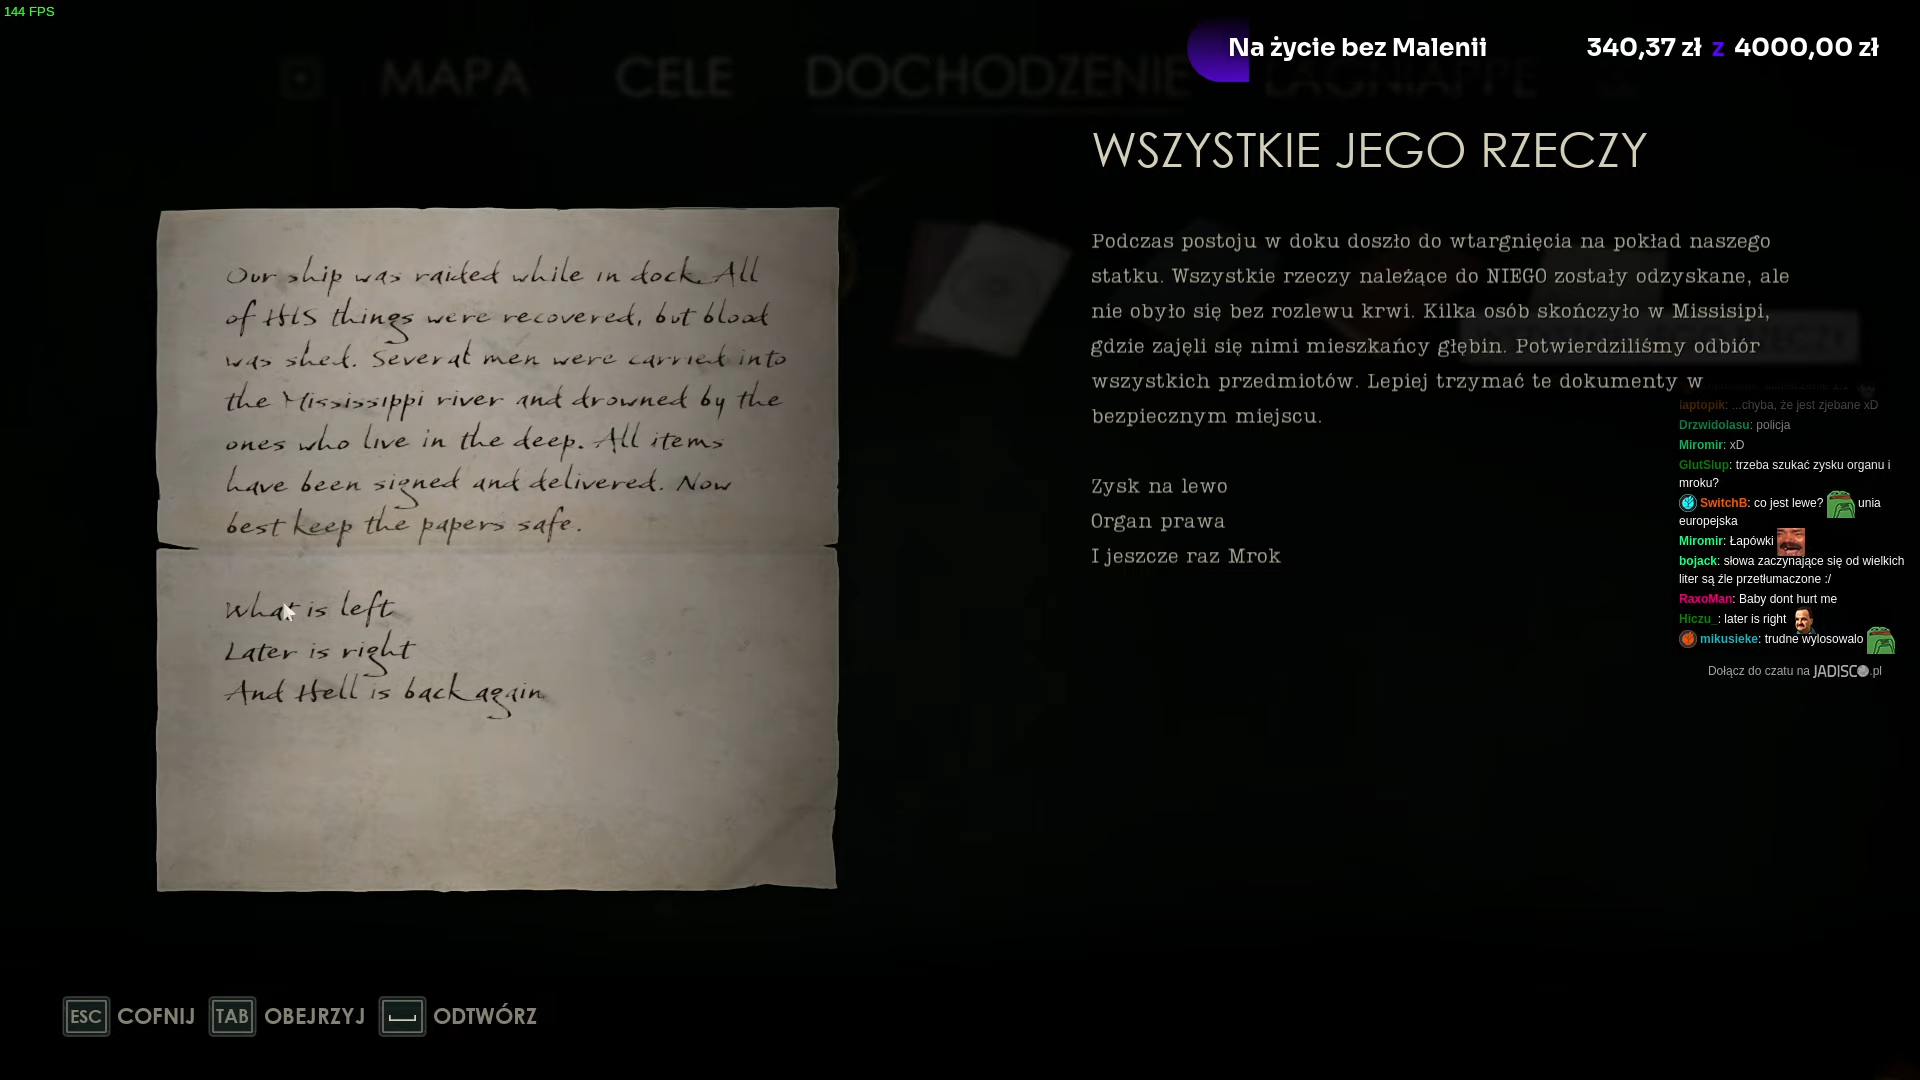 144 FPS
Na życie bez Malenii 340,37 zł z 4000,00 zł
MAPA CELE DOCHODZENIE LAGNIAPPE
WSZYSTKIE JEGO RZECZY
Our ship was raided while in dock. All
of HIS things were recovered, but blood
was shed. Several men were carried into
the Mississippi river and drowned by the
ones who live in the deep. All items
have been signed and delivered. Now
best keep the papers safe.
What is left
Later is right
And Hell is back again
Podczas postoju w doku doszło do wtargnięcia na pokład naszego
statku. Wszystkie rzeczy należące do NIEGO zostały odzyskane, ale
nie obyło się bez rozlewu krwi. Kilka osób skończyło w Missisipi,
gdzie zajęli się nimi mieszkańcy głębin. Potwierdziliśmy odbiór
wszystkich przedmiotów. Lepiej trzymać te dokumenty w
bezpiecznym miejscu.
Zysk na lewo
Organ prawa
I jeszcze raz Mrok
laptopik: ...chyba, że jest zjebane xD
Drzwidolasu: policja
Miromir: xD
GlutSlup: trzeba szukać zysku organu i
mroku?
SwitchB: co jest lewe? unia
europejska
Miromir: Łapówki
bojack: słowa zaczynające się od wielkich
liter są źle przetłumaczone :/
RaxoMan: Baby dont hurt me
Hiczu_: later is right
mikusieke: trudne wylosowalo
Dołącz do czatu na JADISCO.pl
ESC COFNIJ TAB OBEJRZYJ ODTWÓRZ